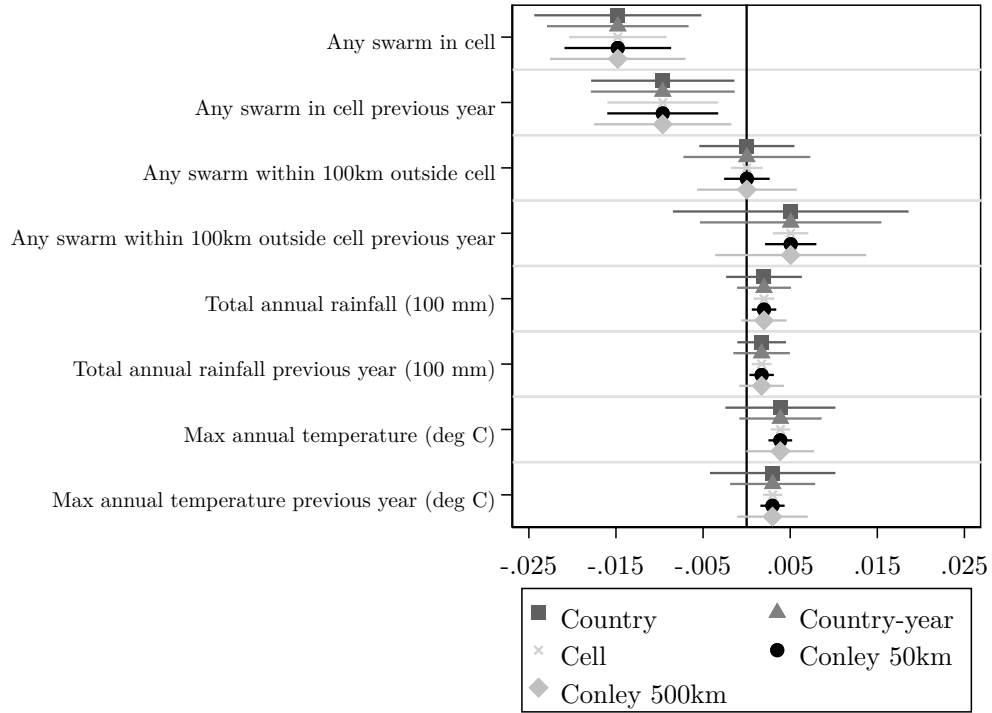 Any swarm in cell
Any swarm in cell previous year
Any swarm within 100km outside cell
Any swarm within 100km outside cell previous year
Total annual rainfall (100 mm)
Total annual rainfall previous year (100 mm)
Max annual temperature (deg C)
Max annual temperature previous year (deg C)
-.025 -.015 -.005 .005 .015 .025
Country Country-year
Cell Conley 50km
Conley 500km